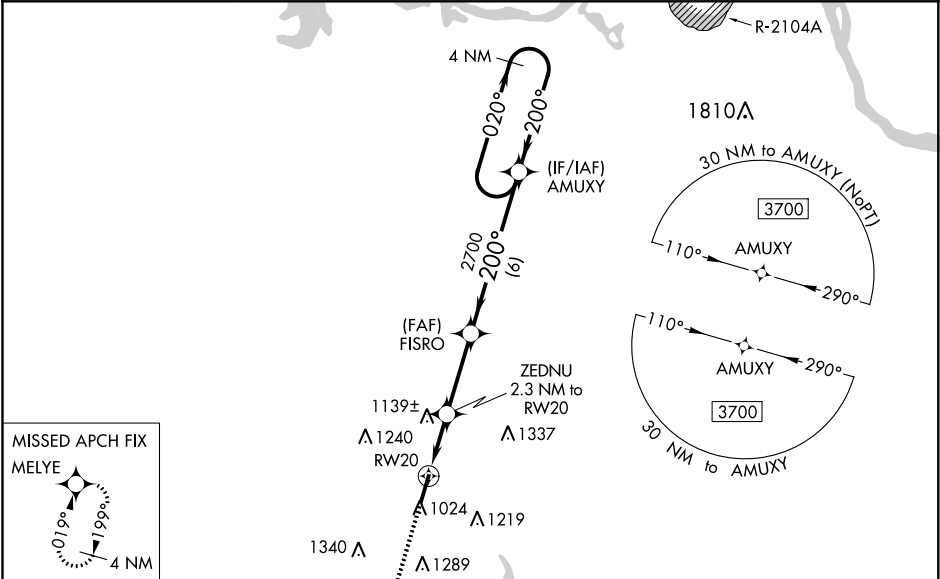 R-2104A
4 NM
020°
200°
1810
(IF/IAF)
AMUXY
30 NM to AMUXY (NoPT)
3700
110°
AMUXY
290°
2700
200°
(6)
(FAF)
FISRO
110°
AMUXY
290°
3700
30 NM to AMUXY
ZEDNU
2.3 NM to
RW20
1139±
1240
1337
RW20
1024
1219
1340
1289
MISSED APCH FIX
MELYE
019°
199°
4 NM